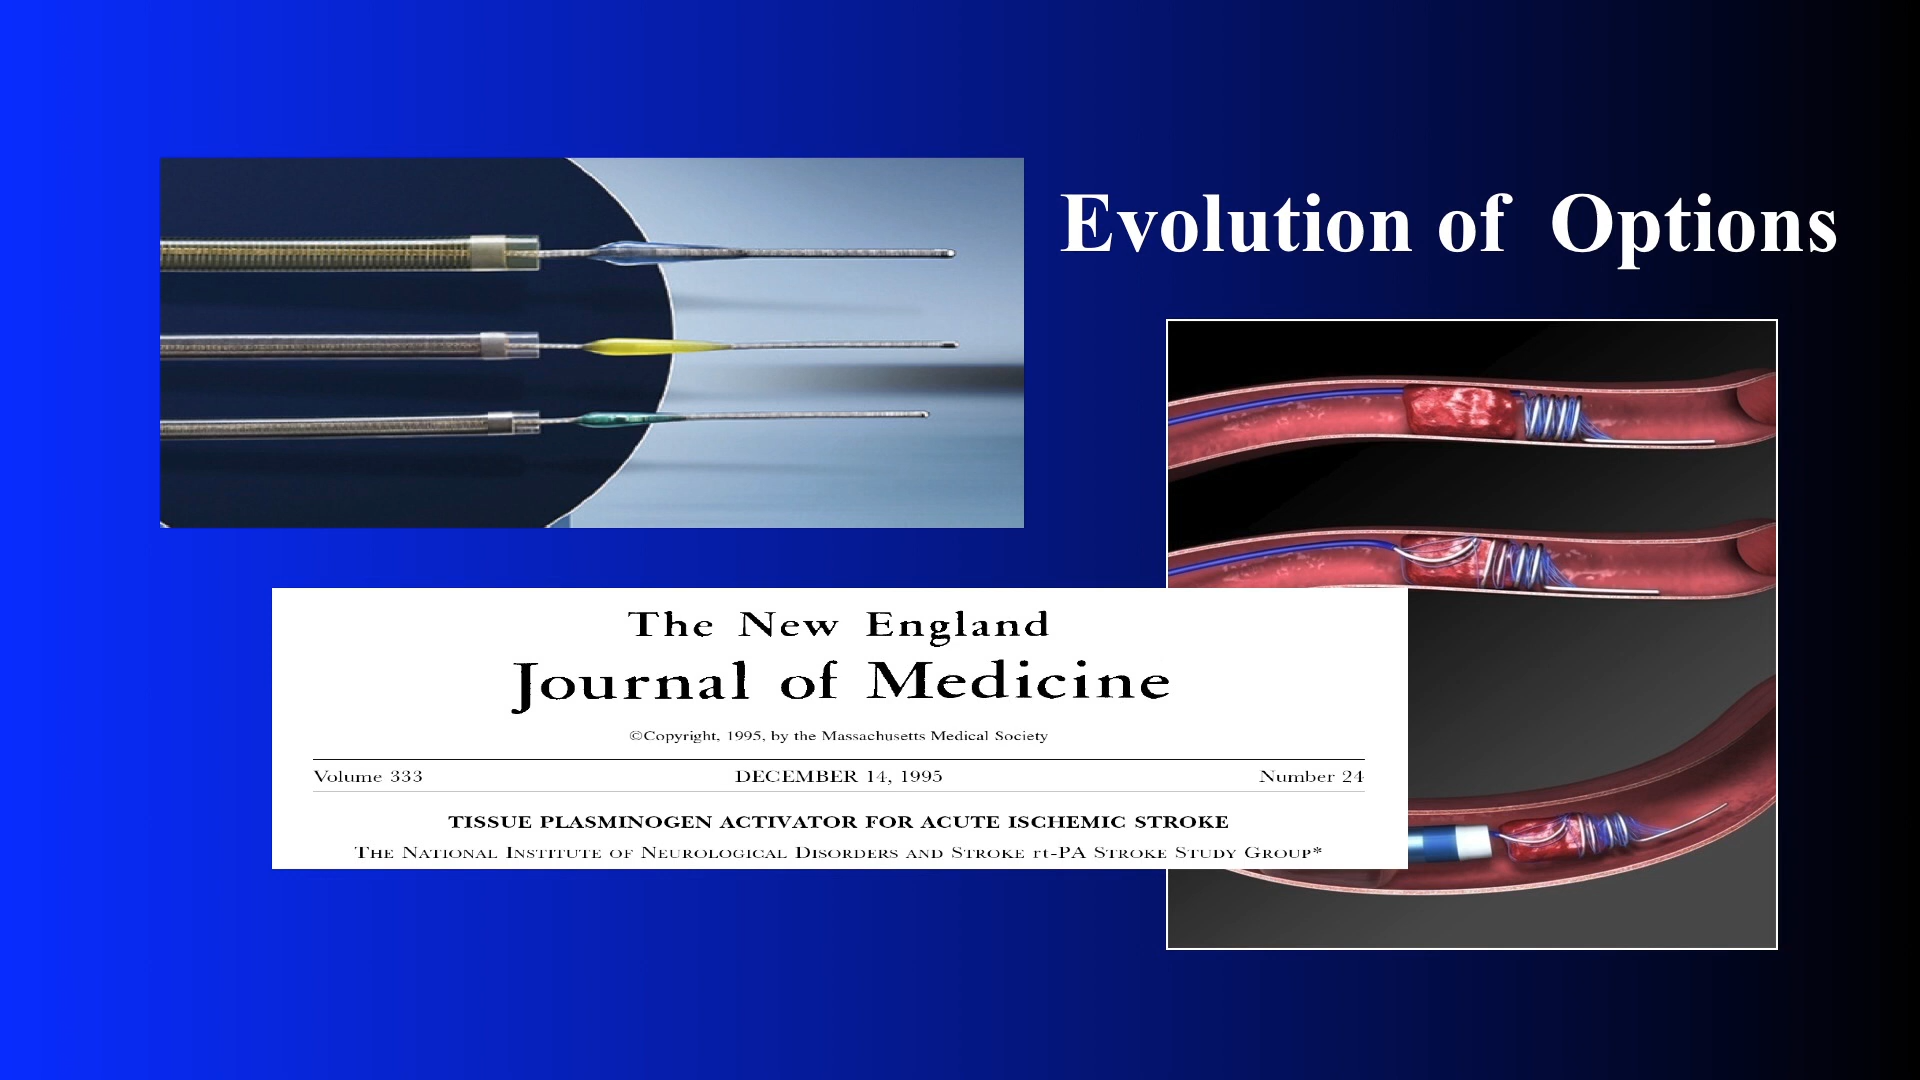 Evolution of Options
The New England
Journal of Medicine
©Copyright, 1995, by the Massachusetts Medical Society
Volume 333 DECEMBER 14, 1995 Number 24
TISSUE PLASMINOGEN ACTIVATOR FOR ACUTE ISCHEMIC STROKE
THE NATIONAL INSTITUTE OF NEUROLOGICAL DISORDERS AND STROKE rt-PA STROKE STUDY GROUP*